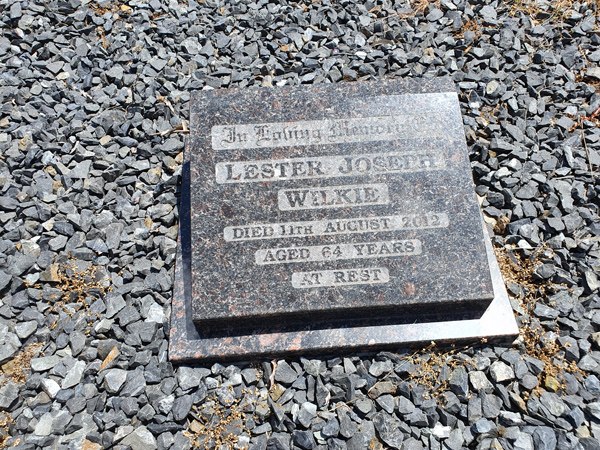 In Loving Memory of
LESTER JOSEPH
WILKIE
DIED 11TH AUGUST 2012
AGED 64 YEARS
AT REST